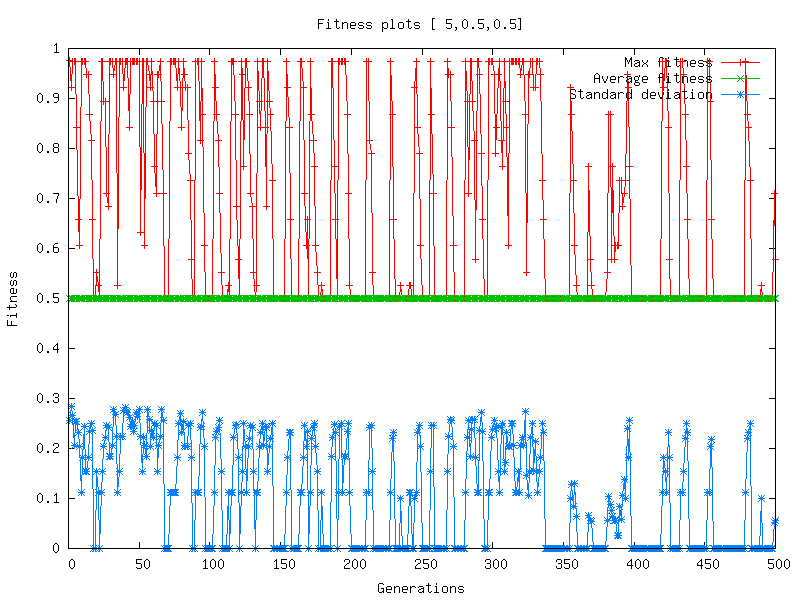 Fitness plots [ 5,0.5,0.5]
Max fitness
Average fitness
Standard deviation
1
0.9
0.8
0.7
0.6
0.5
0.4
0.3
0.2
0.1
0
Fitness
0 50 100 150 200 250 300 350 400 450 500
Generations